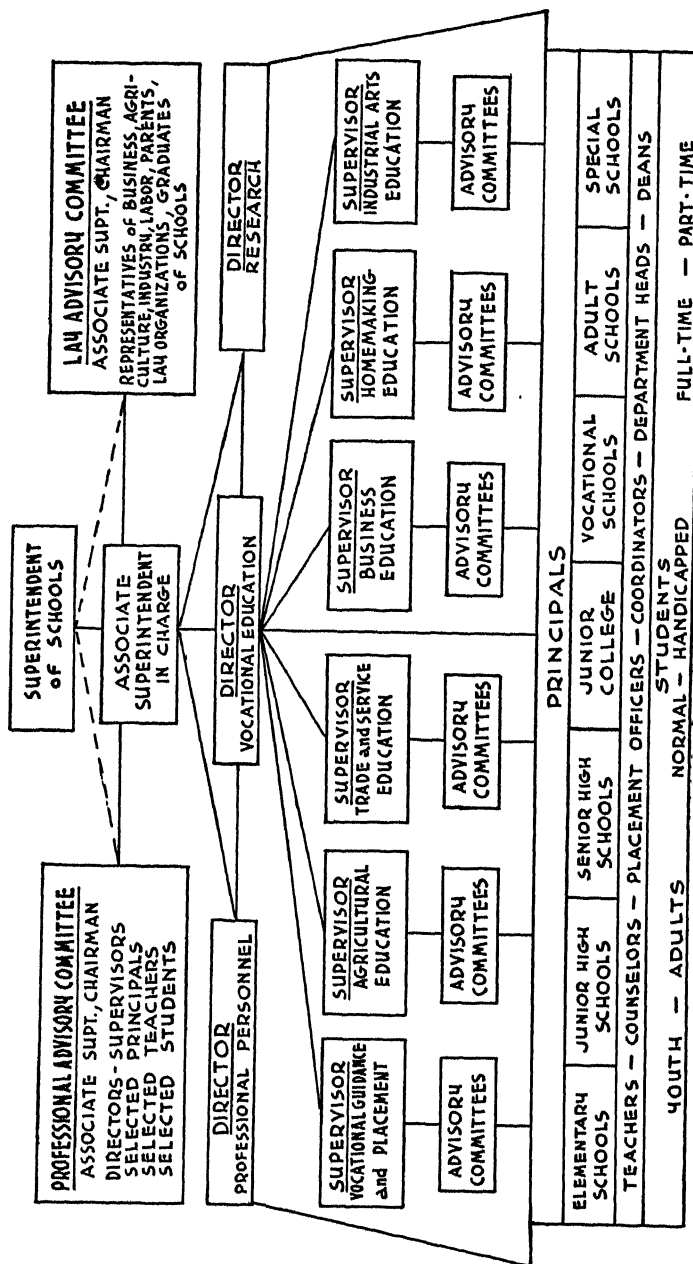 SUPERINTENDENT
of SCHOOLS
PROFESSIONAL ADVISORY COMMITTEE
ASSOCIATE SUPT., CHAIRMAN
DIRECTORS - SUPERVISORS
SELECTED PRINCIPALS
SELECTED TEACHERS
SELECTED STUDENTS
ASSOCIATE
SUPERINTENDENT
IN CHARGE
LAY ADVISORY COMMITTEE
ASSOCIATE SUPT., CHAIRMAN
REPRESENTATIVES of BUSINESS, AGRI-
CULTURE, INDUSTRY, LABOR, PARENTS,
LAY ORGANIZATIONS, GRADUATES
of SCHOOLS
DIRECTOR
PROFESSIONAL PERSONNEL
DIRECTOR
VOCATIONAL EDUCATION
DIRECTOR
RESEARCH
SUPERVISOR
VOCATIONAL GUIDANCE
and PLACEMENT
SUPERVISOR
AGRICULTURAL
EDUCATION
SUPERVISOR
TRADE and SERVICE
EDUCATION
SUPERVISOR
BUSINESS
EDUCATION
SUPERVISOR
HOMEMAKING
EDUCATION
SUPERVISOR
INDUSTRIAL ARTS
EDUCATION
ADVISORY
COMMITTEES
ADVISORY
COMMITTEES
ADVISORY
COMMITTEES
ADVISORY
COMMITTEES
ADVISORY
COMMITTEES
ADVISORY
COMMITTEES
PRINCIPALS
ELEMENTARY
SCHOOLS
JUNIOR HIGH
SCHOOLS
SENIOR HIGH
SCHOOLS
JUNIOR
COLLEGE
VOCATIONAL
SCHOOLS
ADULT
SCHOOLS
SPECIAL
SCHOOLS
TEACHERS — COUNSELORS — PLACEMENT OFFICERS — COORDINATORS — DEPARTMENT HEADS — DEANS
STUDENTS
YOUTH — ADULTS NORMAL — HANDICAPPED FULL-TIME — PART-TIME